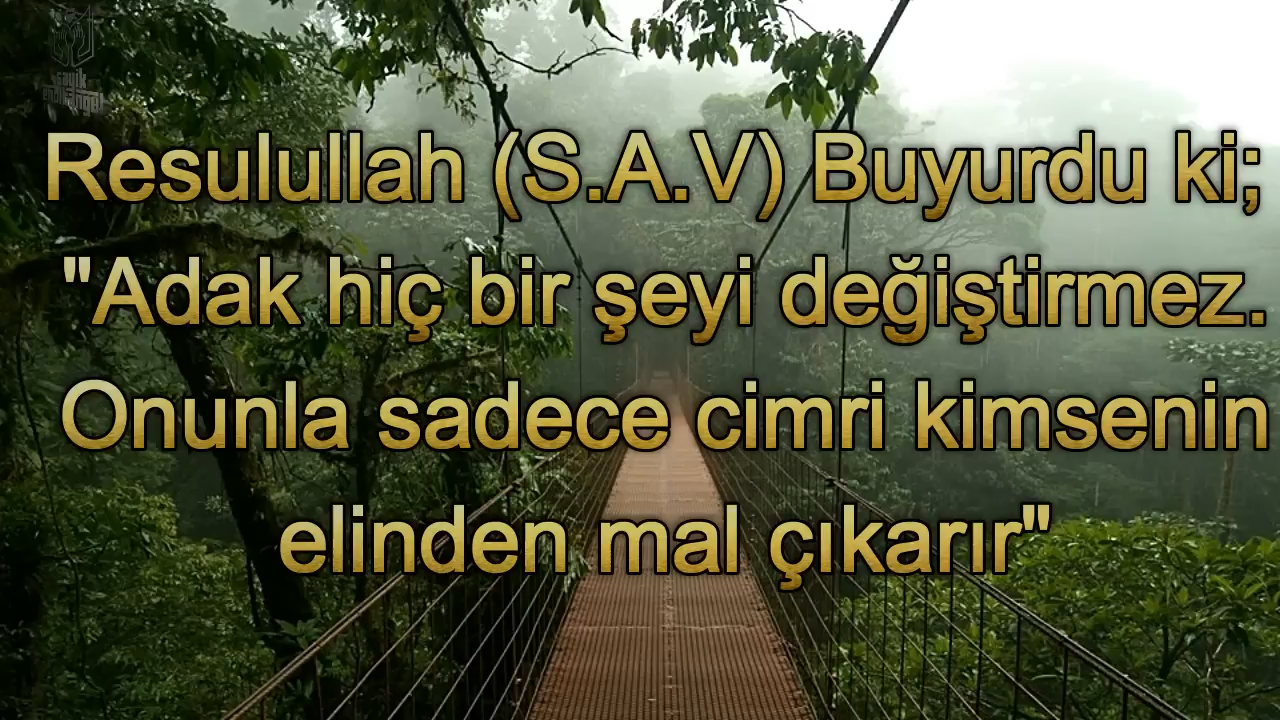 Resulullah (S.A.V) Buyurdu ki;
"Adak hiç bir şeyi değiştirmez.
Onunla sadece cimri kimsenin
elinden mal çıkarır"